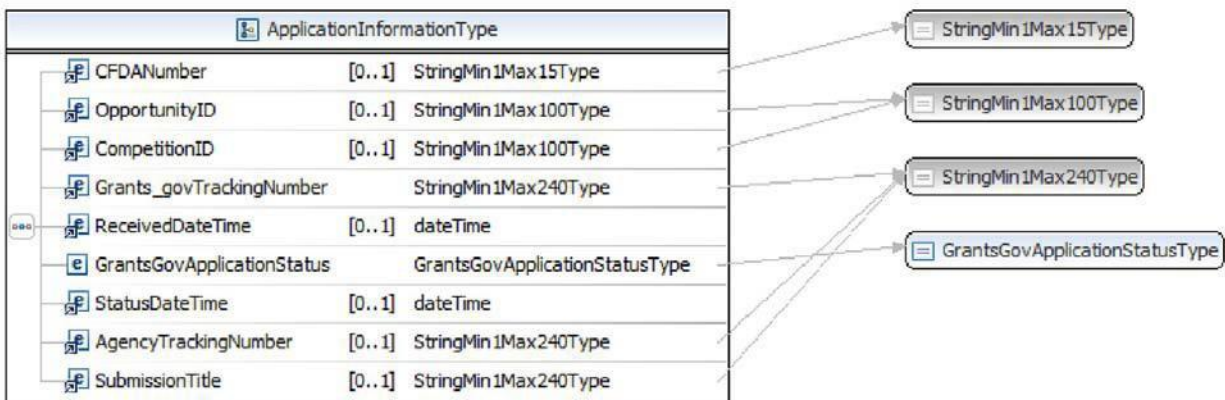 ApplicationInformationType
CFDANumber [0..1] StringMin1Max15Type
OpportunityID [0..1] StringMin1Max100Type
CompetitionID [0..1] StringMin1Max100Type
Grants_govTrackingNumber StringMin1Max240Type
ReceivedDateTime [0..1] dateTime
GrantsGovApplicationStatus GrantsGovApplicationStatusType
StatusDateTime [0..1] dateTime
AgencyTrackingNumber [0..1] StringMin1Max240Type
SubmissionTitle [0..1] StringMin1Max240Type
StringMin1Max15Type
StringMin1Max100Type
StringMin1Max240Type
GrantsGovApplicationStatusType